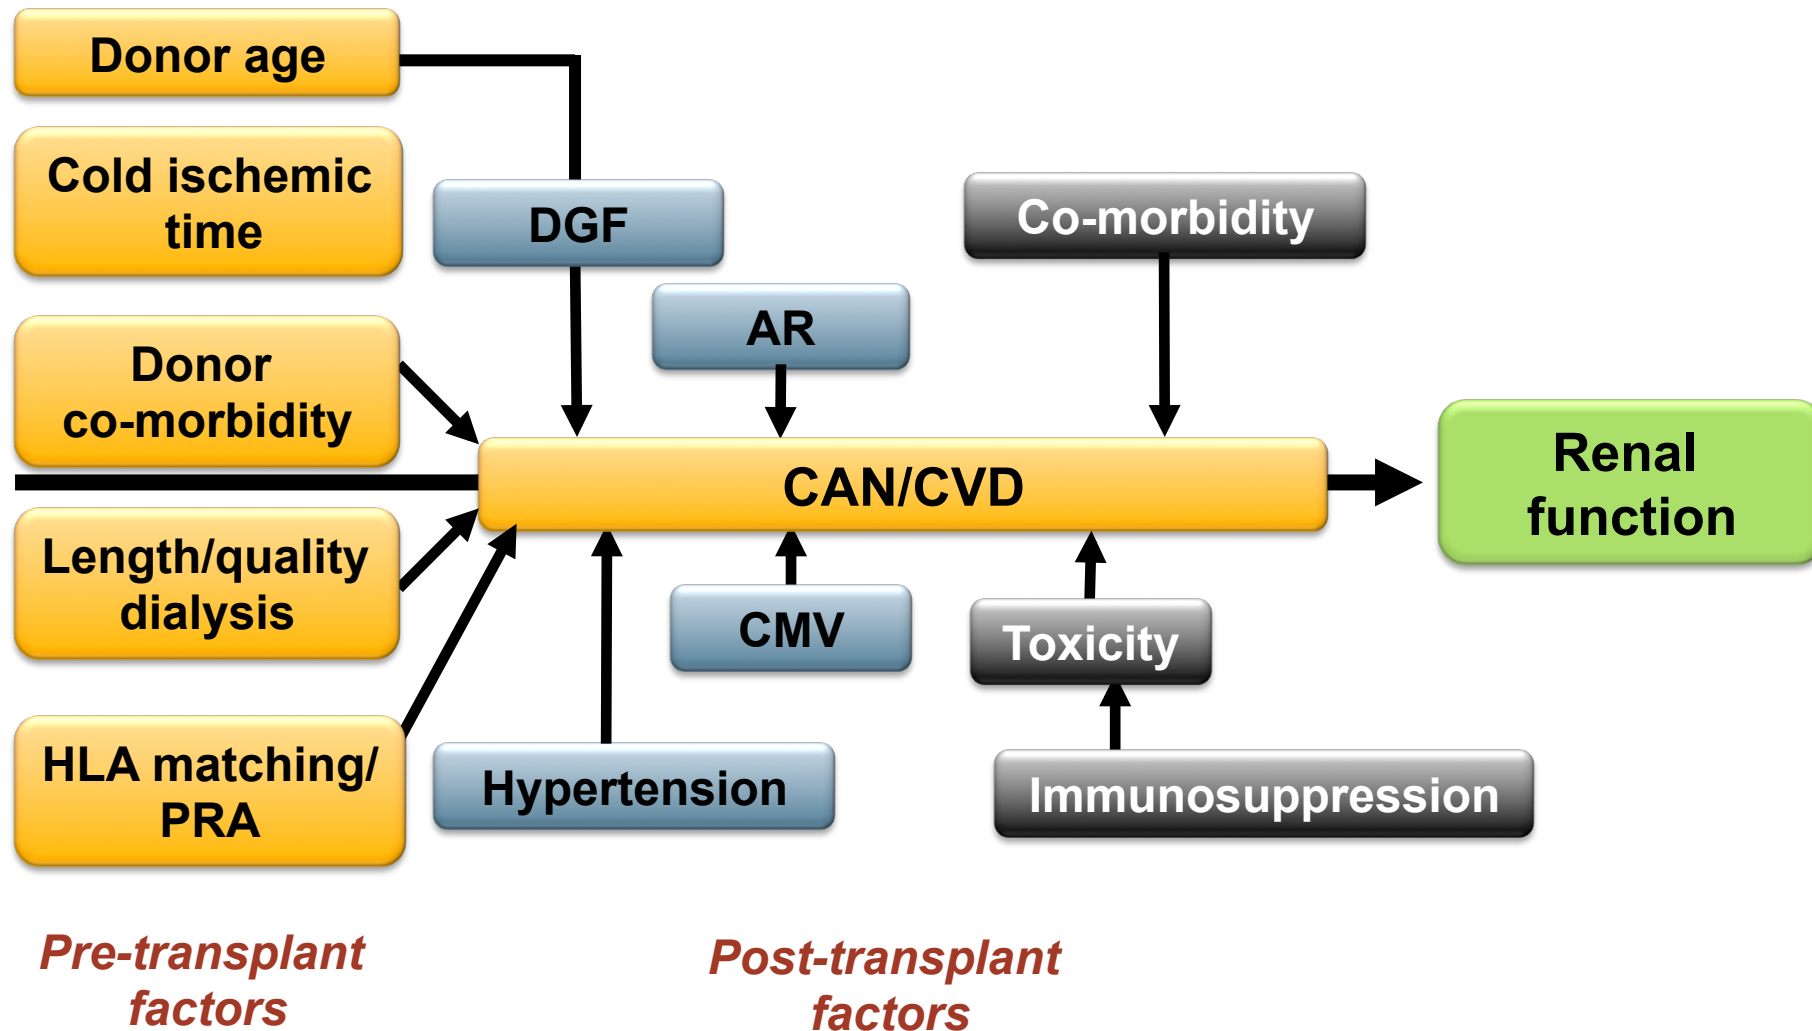 Donor age
Cold ischemic
time
DGF
Co-morbidity
AR
Donor
co-morbidity
CAN/CVD
Renal
function
Length/quality
dialysis
CMV
Toxicity
HLA matching/
PRA
Hypertension
Immunosuppression
Pre-transplant
factors
Post-transplant
factors